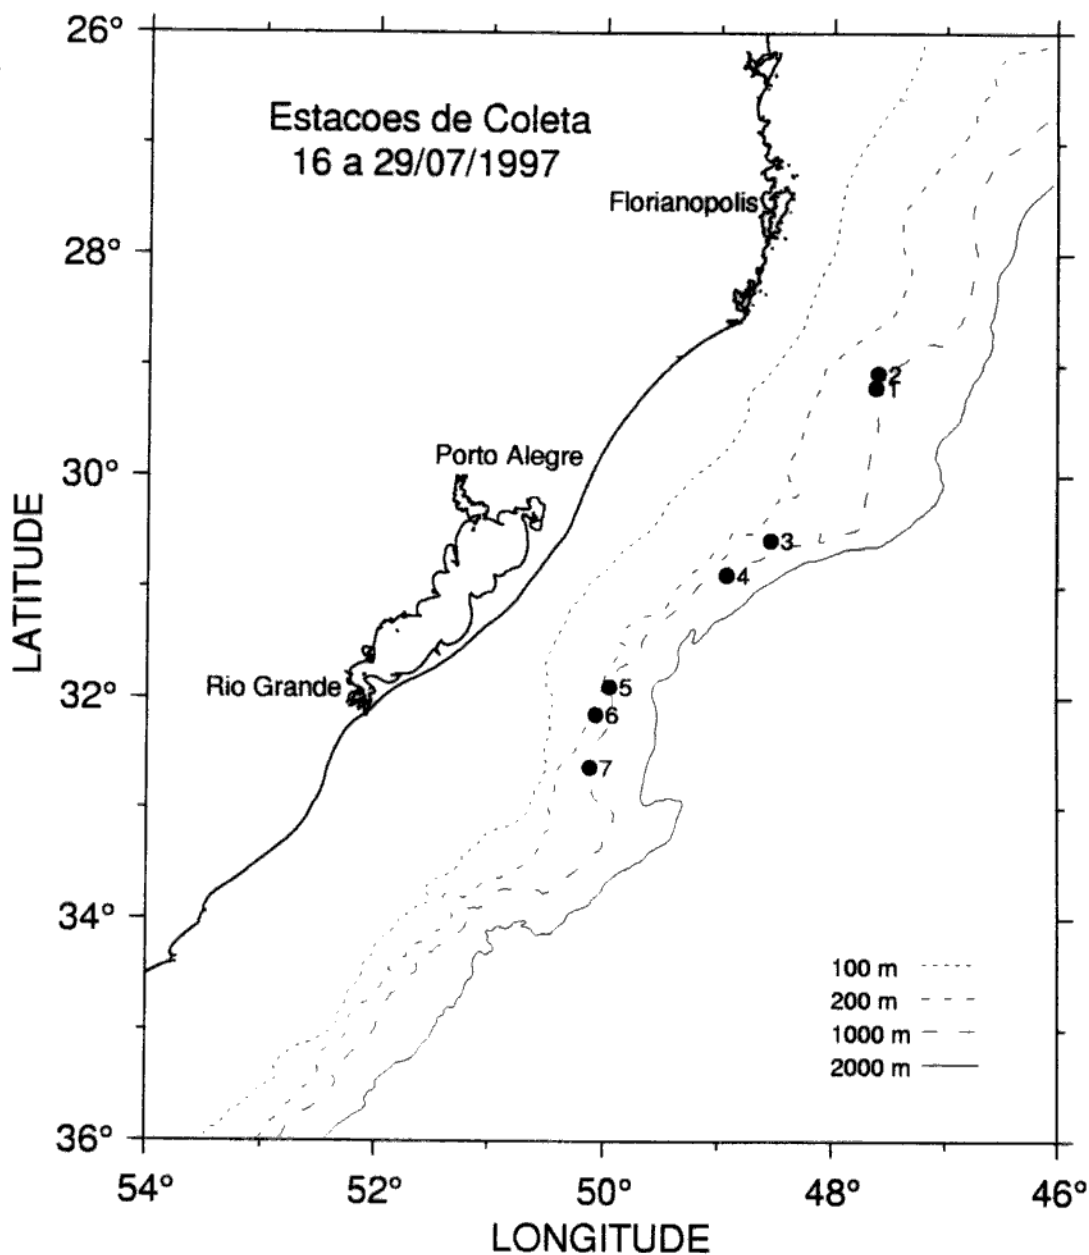 26°
Estacoes de Coleta
16 a 29/07/1997
Florianopolis
28°
2
1
Porto Alegre
30°
3
4
LATITUDE
Rio Grande
5
32°
6
7
34°
100 m
200 m
1000 m
2000 m
36°
54° 52° 50° 48° 46°
LONGITUDE